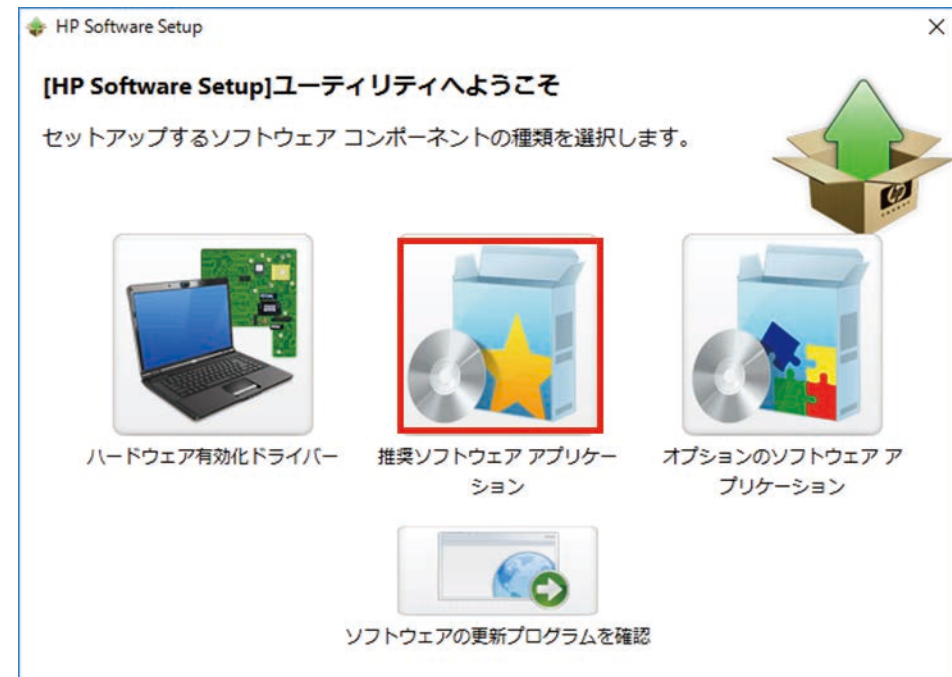 HP Software Setup
[HP Software Setup]ユーティリティへようこそ
セットアップするソフトウェア コンポーネントの種類を選択します。
hp
ハードウェア有効化ドライバー
推奨ソフトウェア アプリケー
ション
オプションのソフトウェア ア
プリケーション
ソフトウェアの更新プログラムを確認